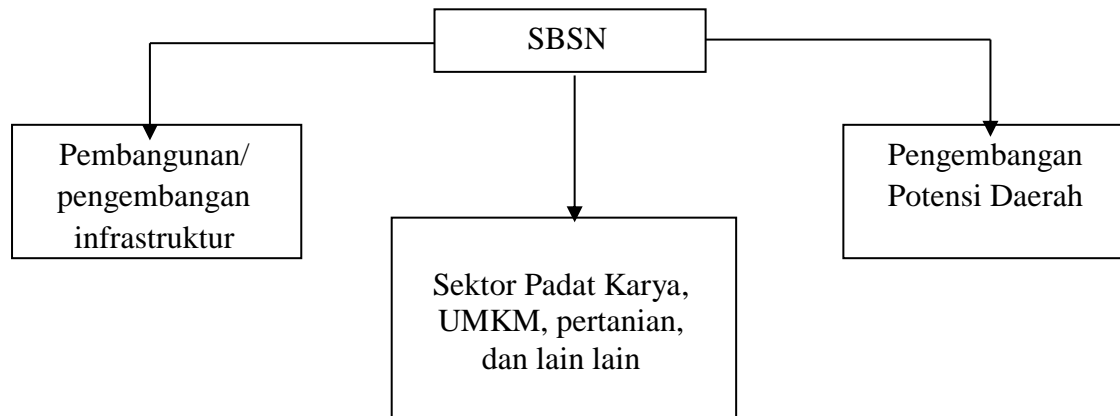 SBSN
Pembangunan/
pengembangan
infrastruktur
Sektor Padat Karya,
UMKM, pertanian,
dan lain lain
Pengembangan
Potensi Daerah